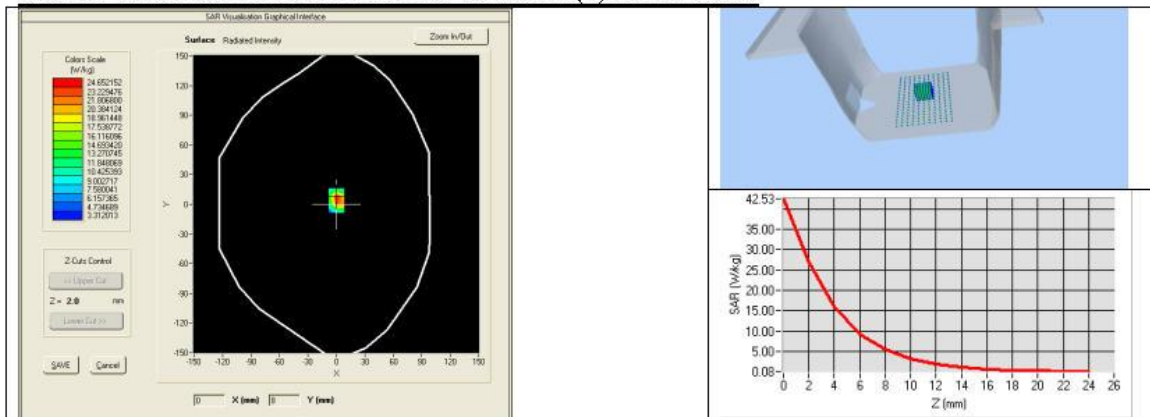 SAR Visualisation Graphical Interface
Surface Radiated Intensity
Zoom In/Out
Colors Scale
(W/kg)
24.652152
23.229476
21.806800
20.384124
18.961448
17.538772
16.116096
14.693420
13.270745
11.848069
10.425393
9.002717
7.580041
6.157365
4.734689
3.312013
Z-Cuts Control
<< Upper Cut
Z = 2.0 mm
Lower Cut >>
SAVE Cancel
150
120
90
60
30
0
-30
-60
-90
-120
-150
Y
-150 -120 -90 -60 -30 0 30 60 90 120 150
X
0 X (mm) 0 Y (mm)
42.53
35.00
30.00
25.00
20.00
15.00
10.00
5.00
0.08
SAR (W/kg)
0 2 4 6 8 10 12 14 16 18 20 22 24 26
Z (mm)